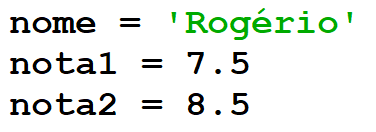 nome = 'Rogério'
nota1 = 7.5
nota2 = 8.5